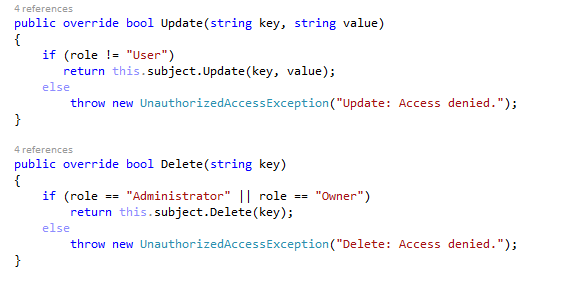 4 references
public override bool Update(string key, string value)
{
    if (role != "User")
       return this.subject.Update(key, value);
    else
        throw new UnauthorizedAccessException("Update: Access denied.");
}
4 references
public override bool Delete(string key)
{
    if (role == "Administrator" || role == "Owner")
        return this.subject.Delete(key);
    else
        throw new UnauthorizedAccessException("Delete: Access denied.");
}